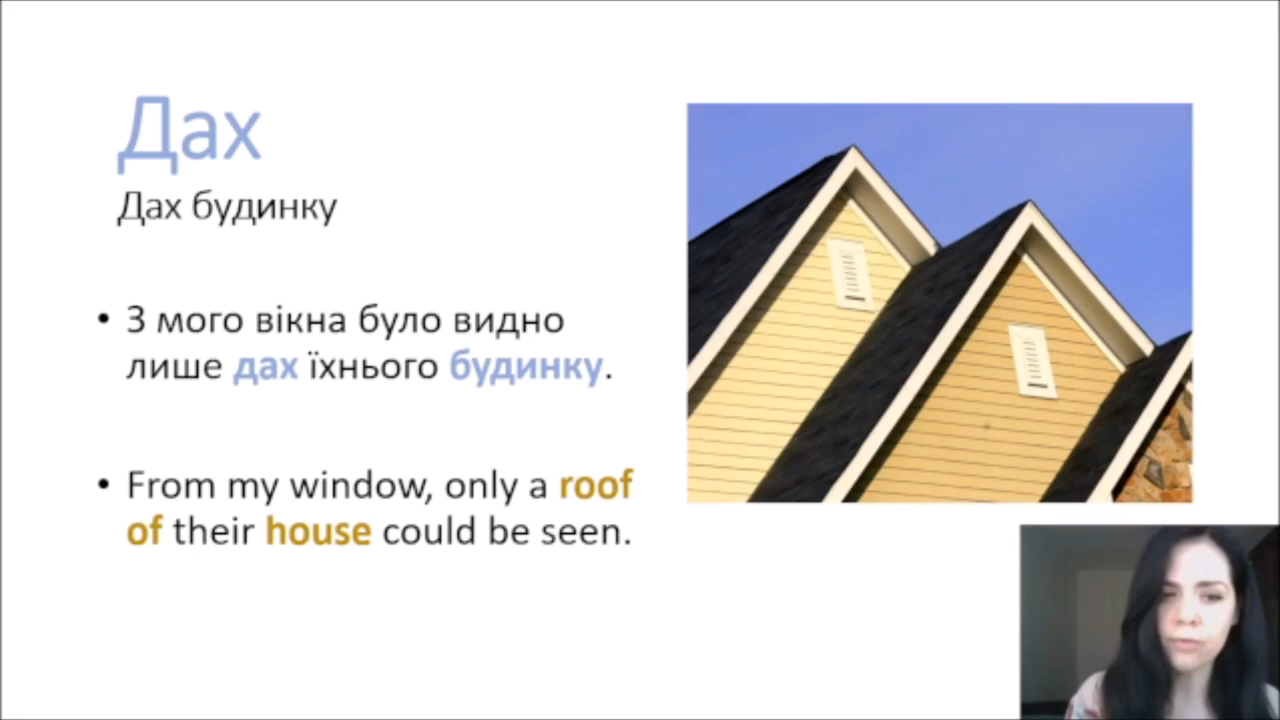 Дах
Дах будинку
• З мого вікна було видно
лише дах їхнього будинку.
• From my window, only a roof
of their house could be seen.